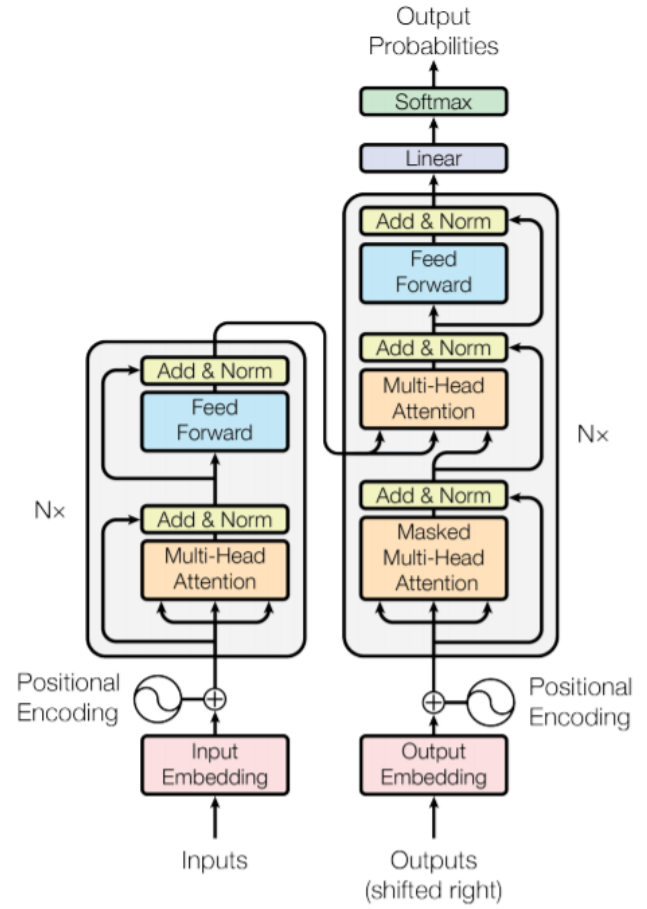 Output
Probabilities
Softmax
Linear
Add & Norm
Feed
Forward
Add & Norm
Multi-Head
Attention
Add & Norm
Masked
Multi-Head
Attention
Nx
Add & Norm
Feed
Forward
Add & Norm
Multi-Head
Attention
Nx
Positional
Encoding
Positional
Encoding
Input
Embedding
Output
Embedding
Inputs
Outputs
(shifted right)